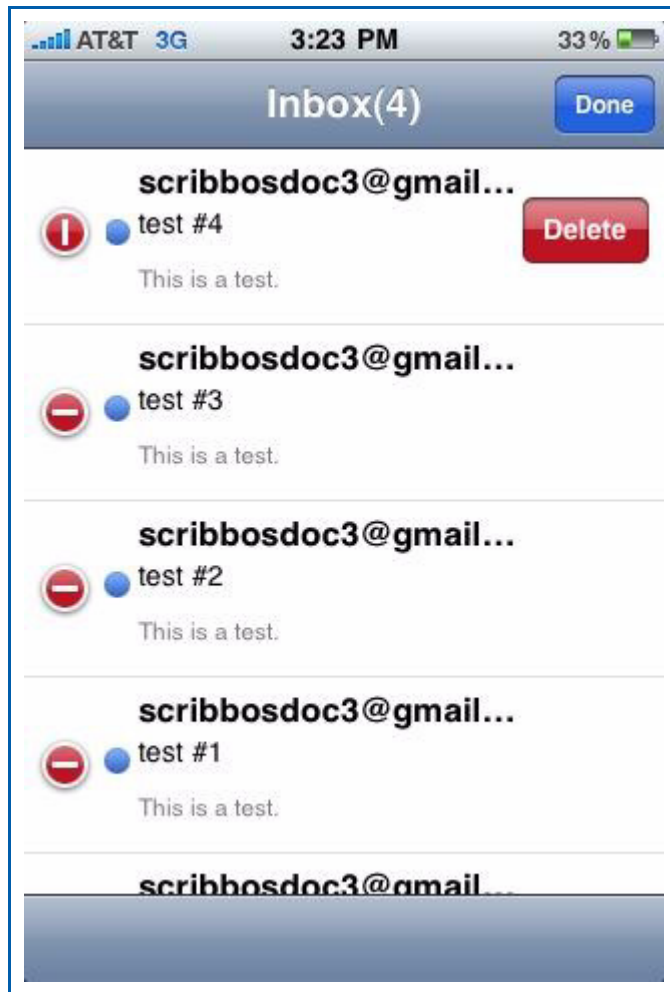 AT&T 3G 3:23 PM 33%
Inbox(4) Done
scribbosdoc3@gmail...
test #4
Delete
This is a test.
scribbosdoc3@gmail...
test #3
This is a test.
scribbosdoc3@gmail...
test #2
This is a test.
scribbosdoc3@gmail...
test #1
This is a test.
scribbosdoc3@gmail...